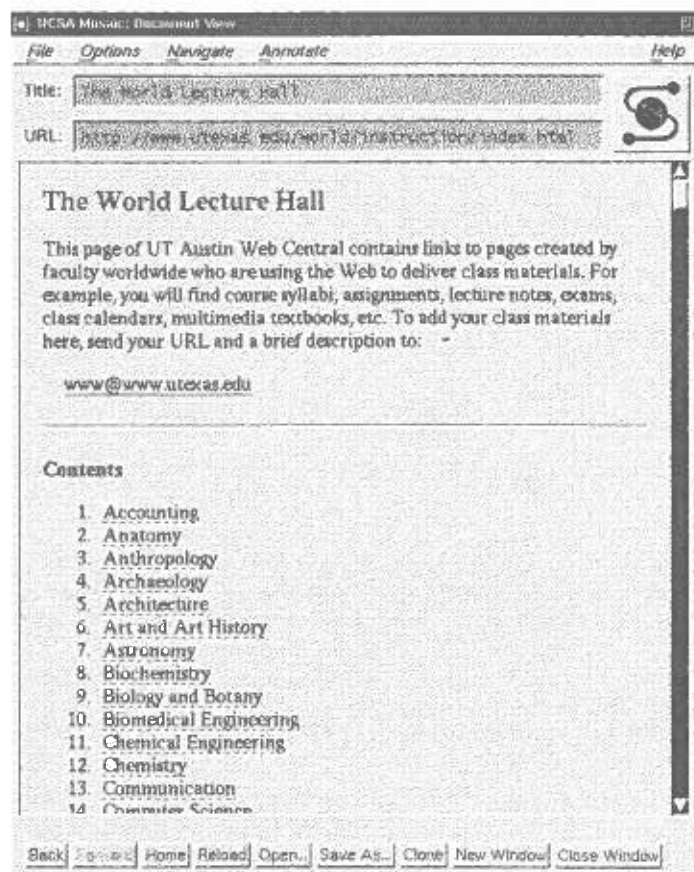 NCSA Mosaic: Document View
File Options Navigate Annotate Help
Title: The World Lecture Hall
URL: http://www.utexas.edu/world/instruction/index.html
The World Lecture Hall
This page of UT Austin Web Central contains links to pages created by
faculty worldwide who are using the Web to deliver class materials. For
example, you will find course syllabi, assignments, lecture notes, exams,
class calendars, multimedia textbooks, etc. To add your class materials
here, send your URL and a brief description to:
www@www.utexas.edu
Contents
1. Accounting
2. Anatomy
3. Anthropology
4. Archaeology
5. Architecture
6. Art and Art History
7. Astronomy
8. Biochemistry
9. Biology and Botany
10. Biomedical Engineering
11. Chemical Engineering
12. Chemistry
13. Communication
14. Computer Science
Back Forward Home Reload Open... Save As... Clone New Window Close Window